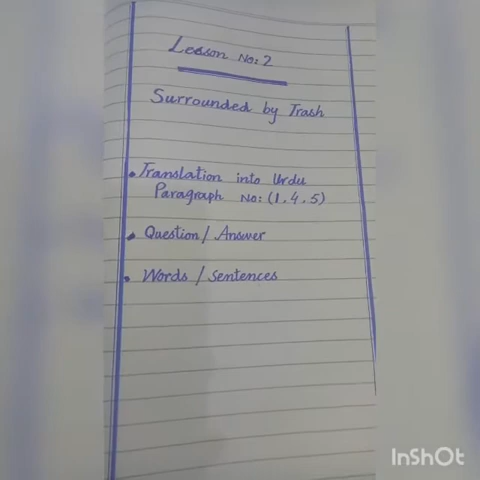 Lesson No: 2
Surrounded by Trash
• Translation into Urdu
Paragraph No: (1.4.5)
• Question / Answer
• Words / Sentences
InShOt